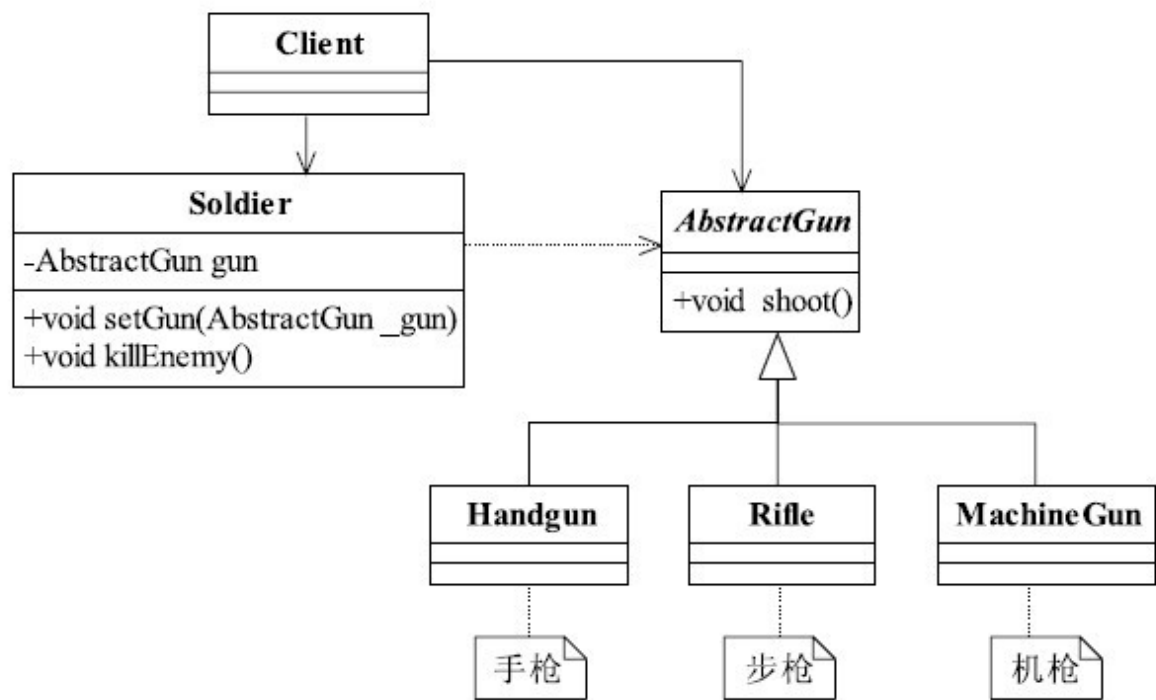 Client
Soldier
-AbstractGun gun
+void setGun(AbstractGun _gun)
+void killEnemy()
AbstractGun
+void shoot()
Handgun
Rifle
MachineGun
手枪
步枪
机枪